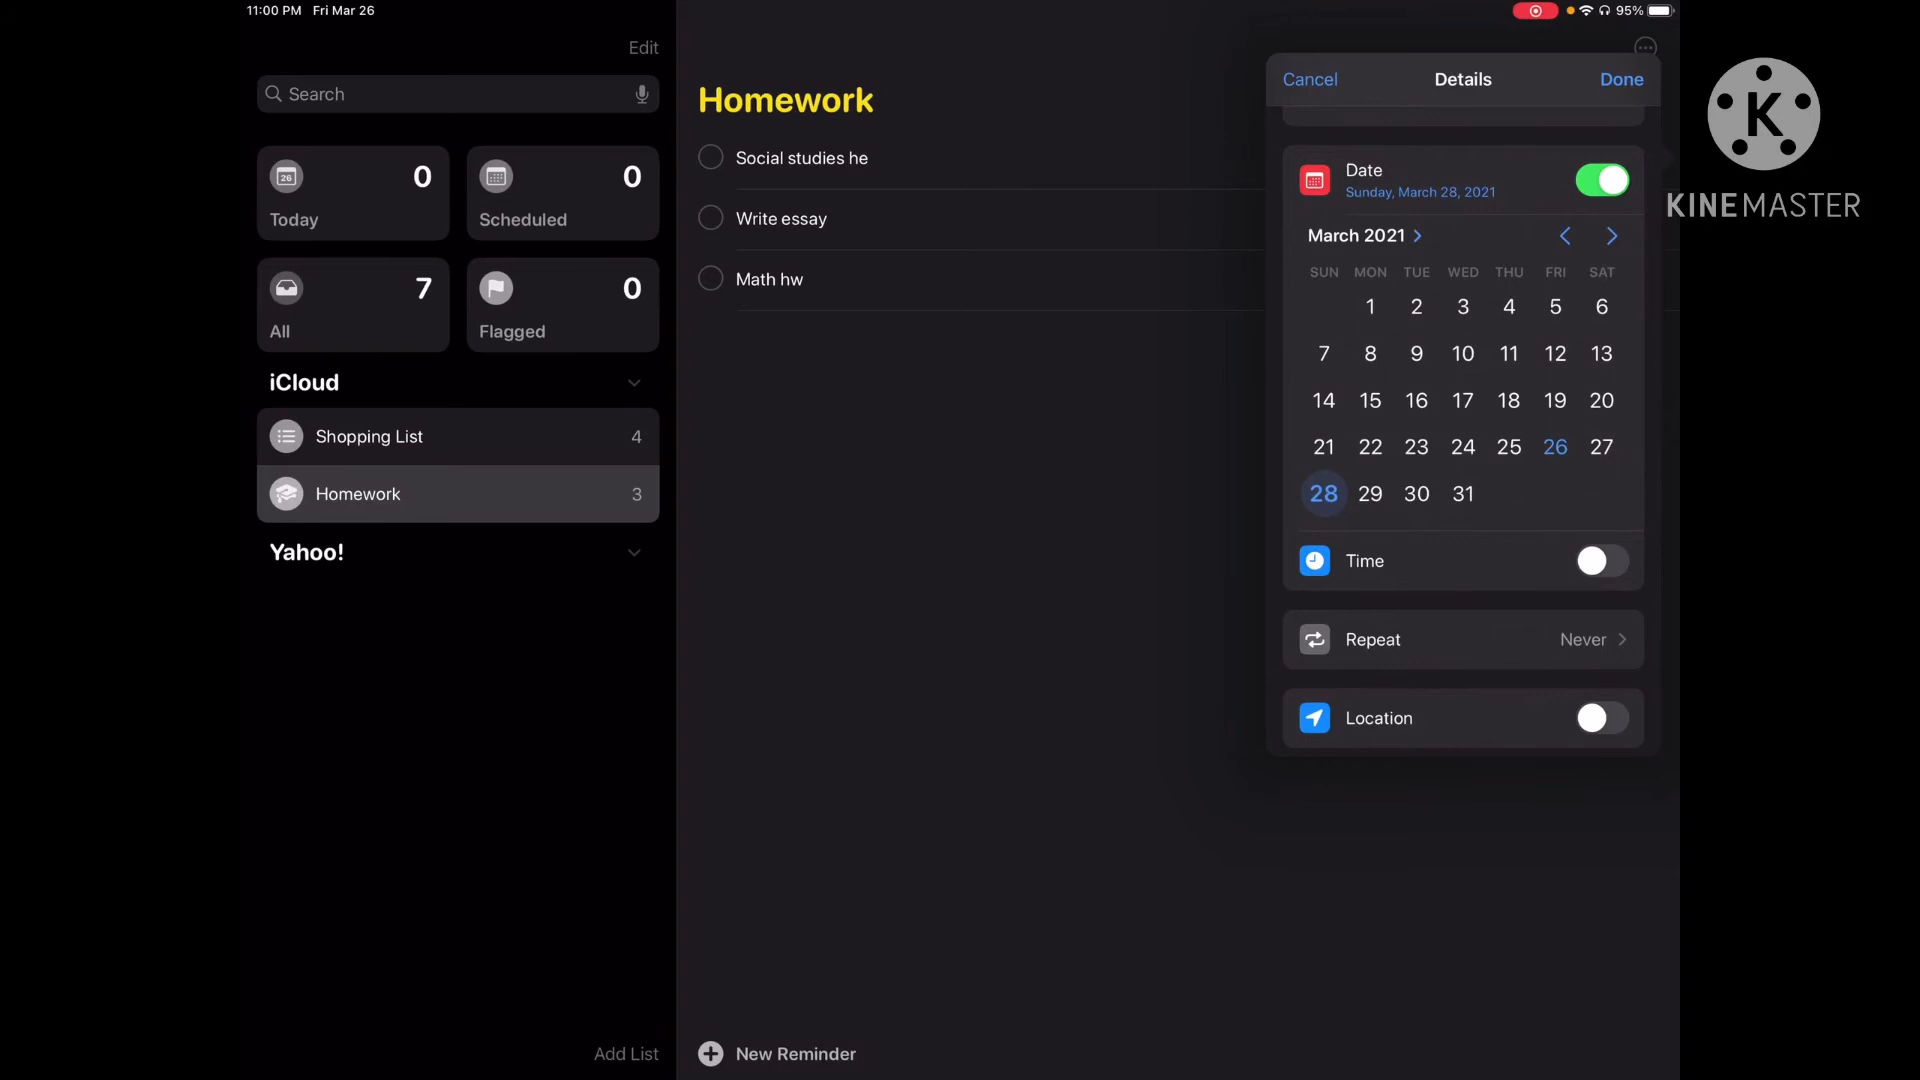 11:00 PM Fri Mar 26
95%
Edit
Search
26
0
Today
0
Scheduled
7
All
0
Flagged
iCloud
Shopping List 4
Homework 3
Yahoo!
Add List
Homework
Social studies he
Write essay
Math hw
New Reminder
Cancel Details Done
Date
Sunday, March 28, 2021
March 2021
SUN MON TUE WED THU FRI SAT
1 2 3 4 5 6
7 8 9 10 11 12 13
14 15 16 17 18 19 20
21 22 23 24 25 26 27
28 29 30 31
Time
Repeat Never
Location
K
KINEMASTER